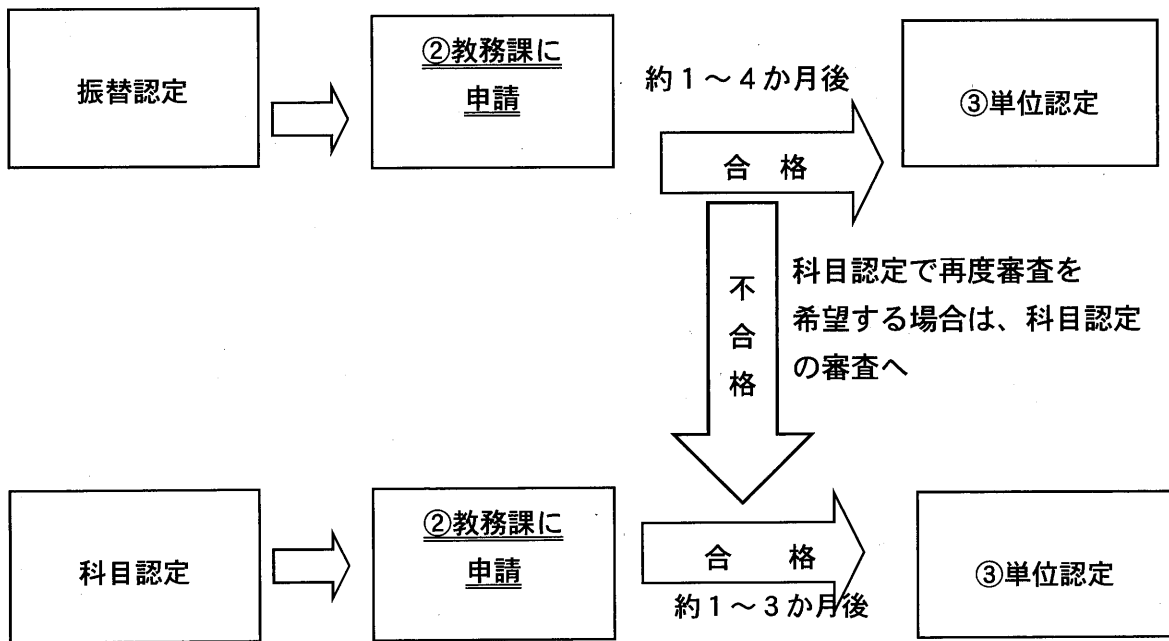 振替認定
②教務課に
申請
約1～4か月後
合　格
③単位認定
不合格
科目認定で再度審査を
希望する場合は、科目認定
の審査へ
科目認定
②教務課に
申請
合　　格
約1～3か月後
③単位認定